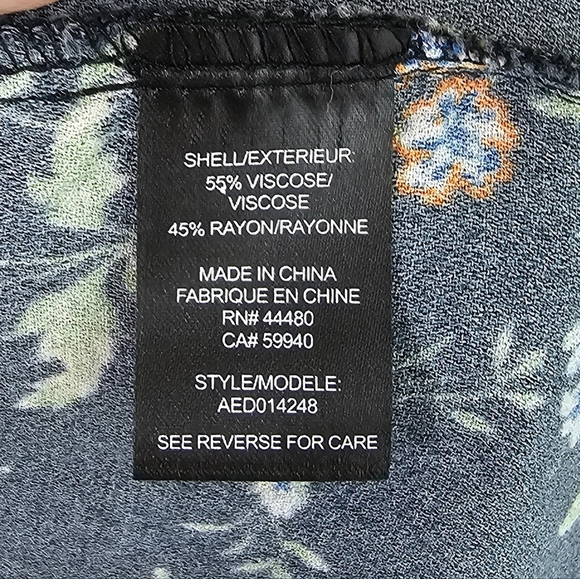 SHELL/EXTERIEUR:
55% VISCOSE/
VISCOSE
45% RAYON/RAYONNE
MADE IN CHINA
FABRIQUE EN CHINE
RN# 44480
CA# 59940
STYLE/MODELE:
AED014248
SEE REVERSE FOR CARE